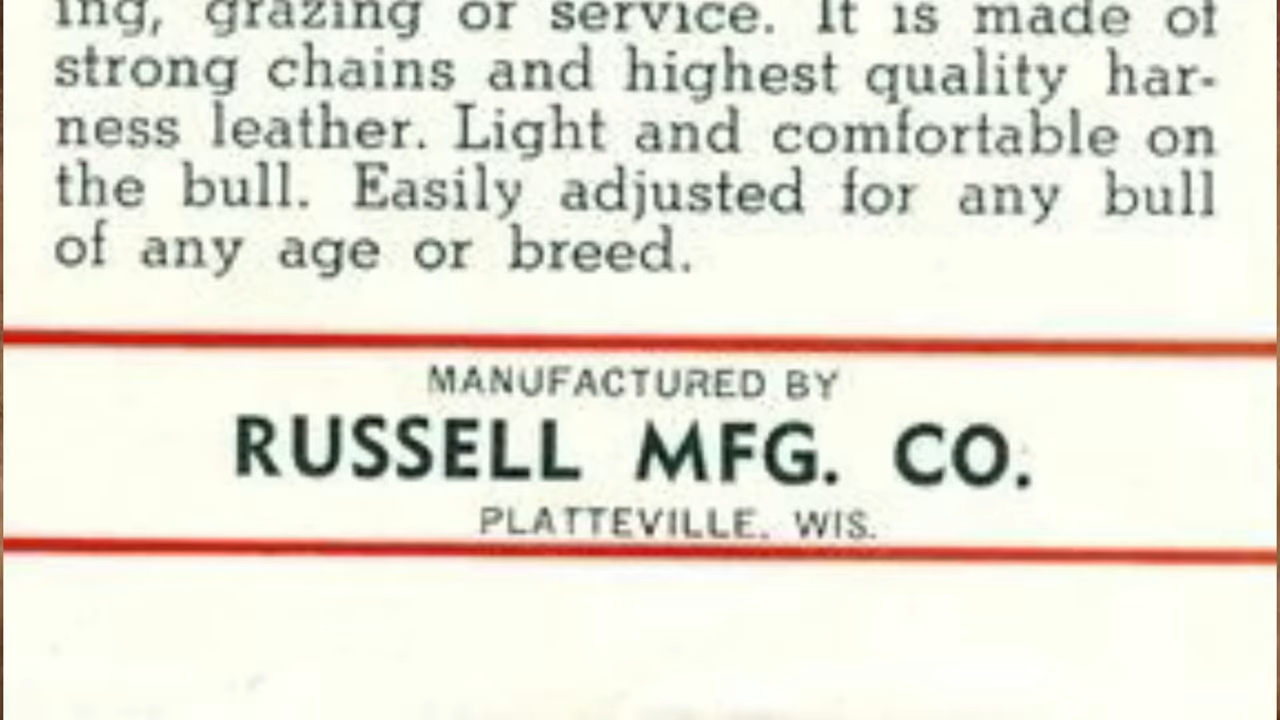 ing, grazing or service. It is made of
strong chains and highest quality har-
ness leather. Light and comfortable on
the bull. Easily adjusted for any bull
of any age or breed.
MANUFACTURED BY
RUSSELL MFG. CO.
PLATTEVILLE, WIS.